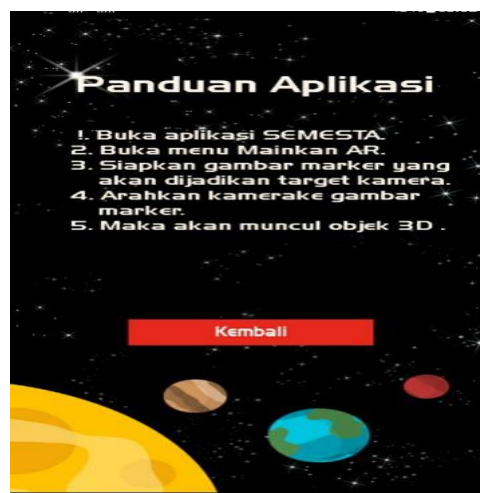 Panduan Aplikasi
1. Buka aplikasi SEMESTA.
2. Buka menu Mainkan AR.
3. Siapkan gambar marker yang
akan dijadikan target kamera.
4. Arahkan kamerake gambar
marker.
5. Maka akan muncul objek 3D .
Kembali